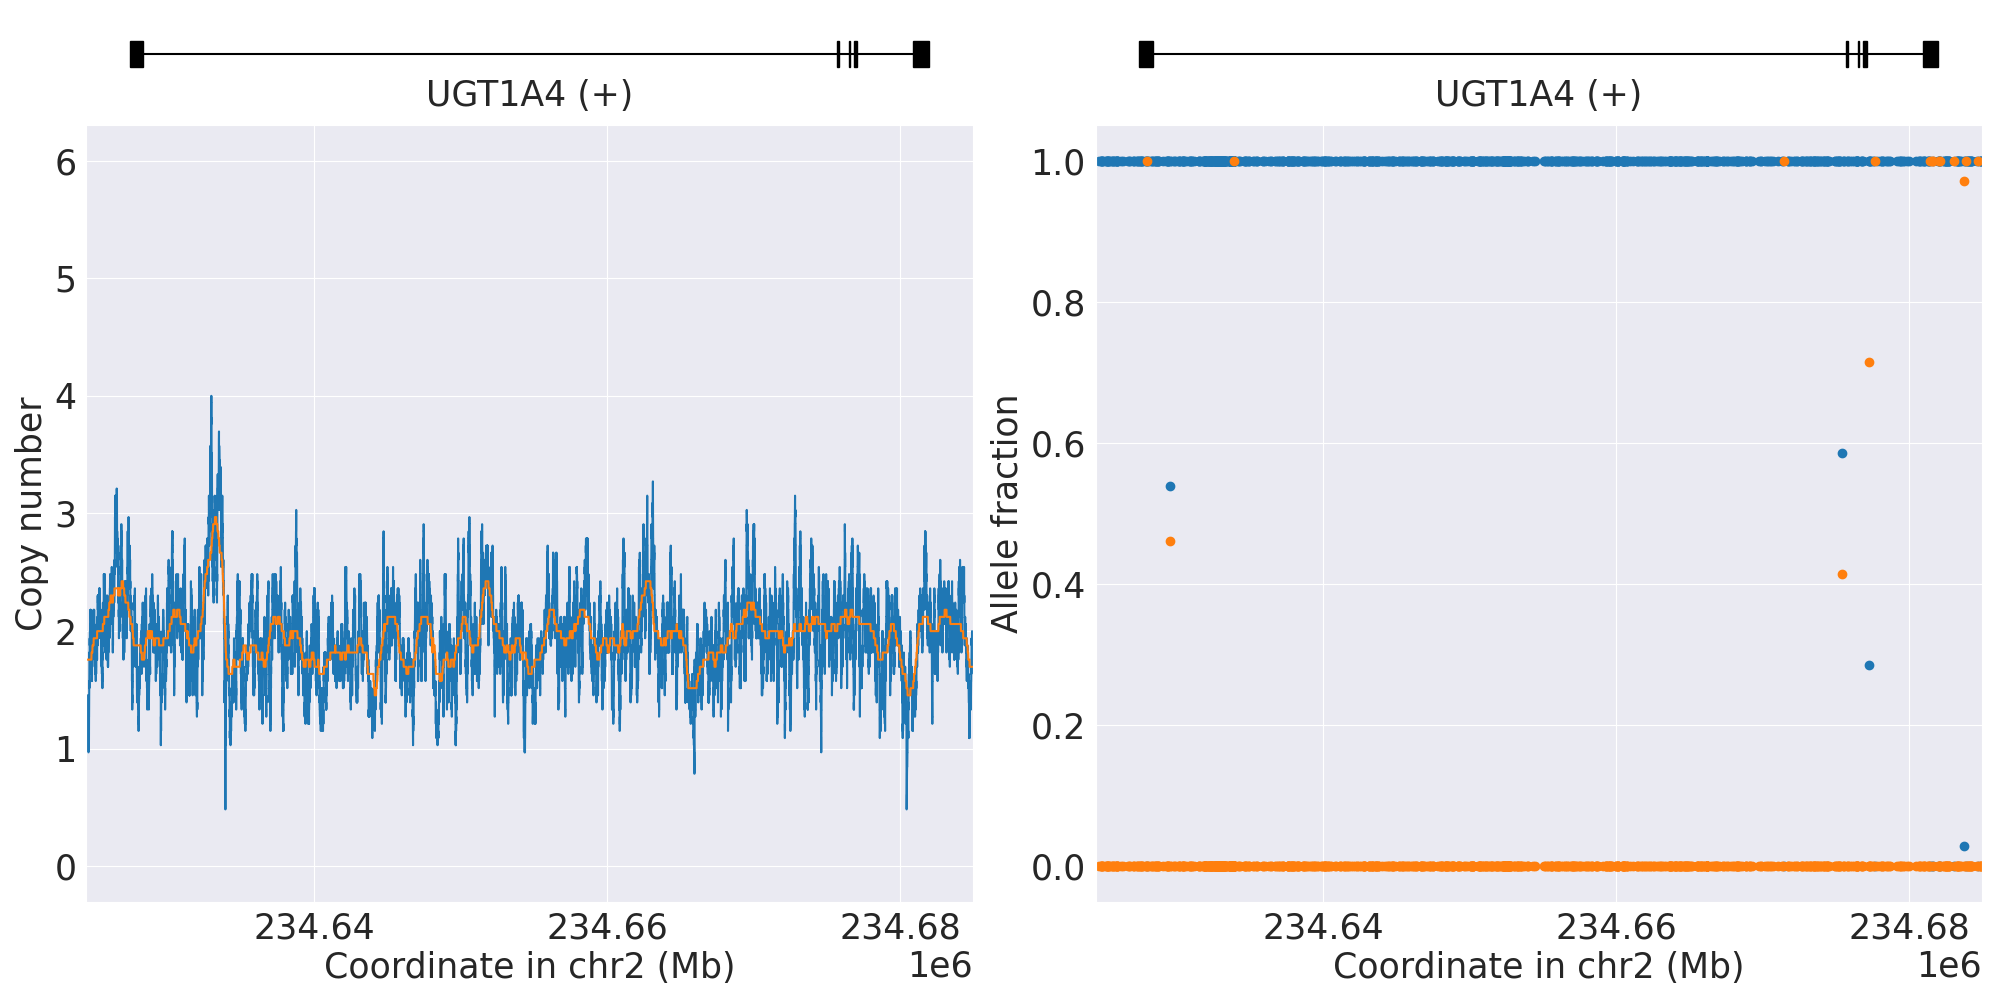 UGT1A4 (+)
6
5
4
3
2
1
0
Copy number
234.64
234.66
234.68
Coordinate in chr2 (Mb)
1e6
UGT1A4 (+)
1.0
0.8
0.6
0.4
0.2
0.0
Allele fraction
234.64
234.66
234.68
Coordinate in chr2 (Mb)
1e6